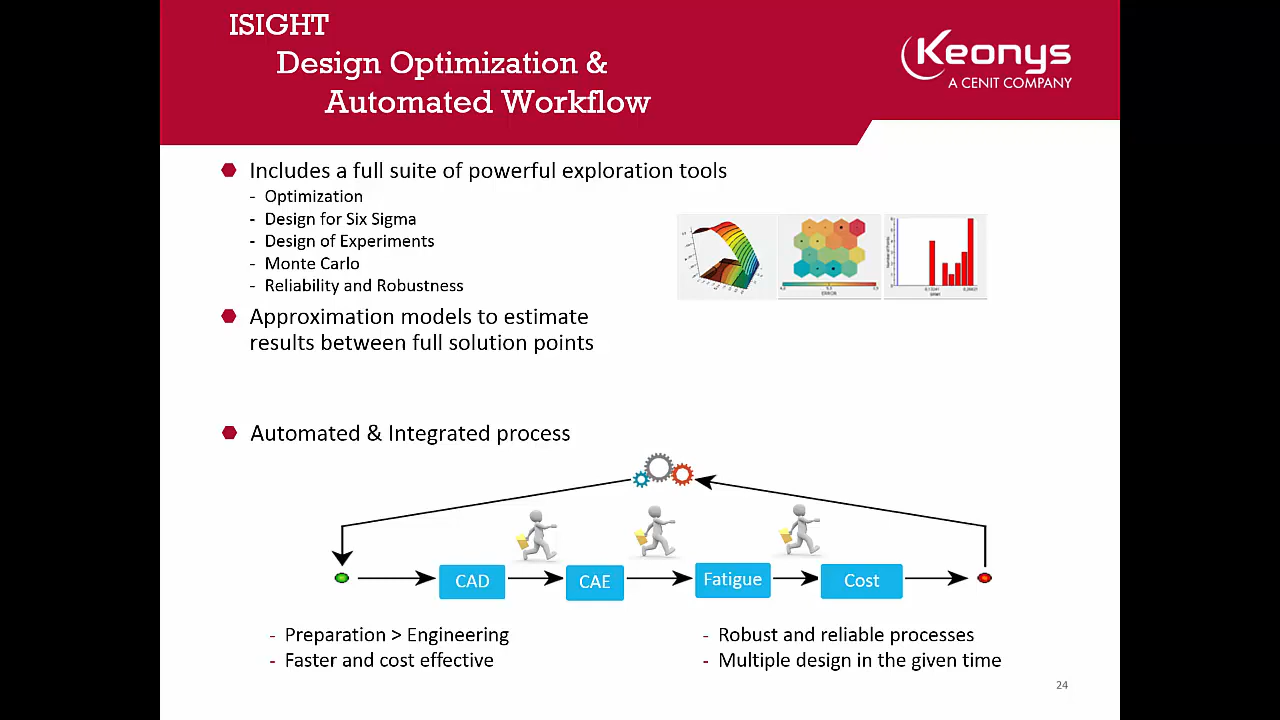 ISIGHT
Design Optimization &
Automated Workflow
Keonys
A CENIT COMPANY
Includes a full suite of powerful exploration tools
- Optimization
- Design for Six Sigma
- Design of Experiments
- Monte Carlo
- Reliability and Robustness
Approximation models to estimate
results between full solution points
ERROR
Automated & Integrated process
CAD
CAE
Fatigue
Cost
- Preparation > Engineering
- Faster and cost effective
- Robust and reliable processes
- Multiple design in the given time
24